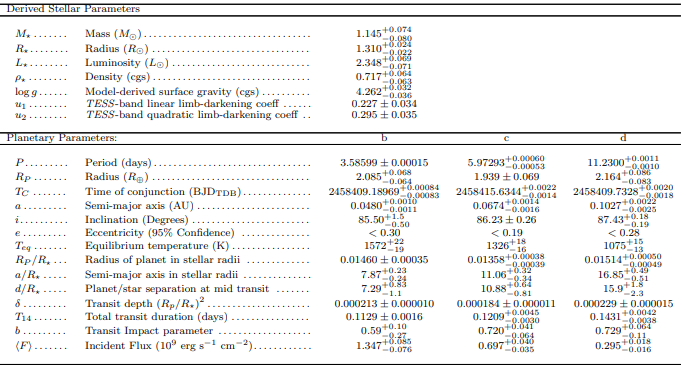 Derived Stellar Parameters
M⋆ ....... Mass (M⊙) .................................. 1.145 +0.074 −0.080
R⋆ ........ Radius (R⊙) ................................ 1.310 +0.024 −0.022
L⋆ ........ Luminosity (L⊙) ............................ 2.348 +0.069 −0.071
ρ⋆ ........ Density (cgs) .............................. 0.717 +0.064 −0.063
log g ...... Model-derived surface gravity (cgs) .......... 4.262 +0.032 −0.036
u1 ........ TESS-band linear limb-darkening coeff ...... 0.227 ± 0.034
u2 ........ TESS-band quadratic limb-darkening coeff .. 0.295 ± 0.035
Planetary Parameters: b c d
P ........ Period (days) .............................. 3.58599 ± 0.00015 5.97293 +0.00060 −0.00053 11.2300 +0.0011 −0.0010
RP ....... Radius (R⊕) ................................ 2.085 +0.068 −0.064 1.939 ± 0.069 2.164 +0.086 −0.083
TC ....... Time of conjunction (BJDTDB) .............. 2458409.18969 +0.00084 −0.00083 2458415.6344 +0.0022 −0.0014 2458409.7328 +0.0020 −0.0018
a ......... Semi-major axis (AU) ...................... 0.0480 +0.0010 −0.0011 0.0674 +0.0014 −0.0016 0.1027 +0.0022 −0.0025
i .......... Inclination (Degrees) ...................... 85.50 +1.5 −0.50 86.23 ± 0.26 87.43 +0.18 −0.19
e ......... Eccentricity (95% Confidence) ............ < 0.30 < 0.19 < 0.28
Teq ....... Equilibrium temperature (K) ................ 1572 +22 −19 1326 +18 −16 1075 +15 −13
RP/R⋆ ... Radius of planet in stellar radii ............ 0.01460 ± 0.00035 0.01358 +0.00038 −0.00039 0.01514 +0.00050 −0.00049
a/R⋆ ..... Semi-major axis in stellar radii ............ 7.87 +0.23 −0.24 11.06 +0.32 −0.34 16.85 +0.49 −0.51
d/R⋆ ..... Planet/star separation at mid transit ...... 7.29 +0.83 −1.1 10.88 +0.64 −0.81 15.9 +1.8 −2.3
δ ......... Transit depth (Rp/R⋆)2 .................... 0.000213 ± 0.000010 0.000184 ± 0.000011 0.000229 ± 0.000015
T14 ....... Total transit duration (days) .............. 0.1129 ± 0.0016 0.1209 +0.0045 −0.0030 0.1431 +0.0042 −0.0038
b ......... Transit Impact parameter .................. 0.59 +0.10 −0.27 0.720 +0.041 −0.064 0.729 +0.064 −0.11
⟨F⟩ ....... Incident Flux (109 erg s−1 cm−2) ........... 1.347 +0.085 −0.076 0.697 +0.040 −0.035 0.295 +0.018 −0.016